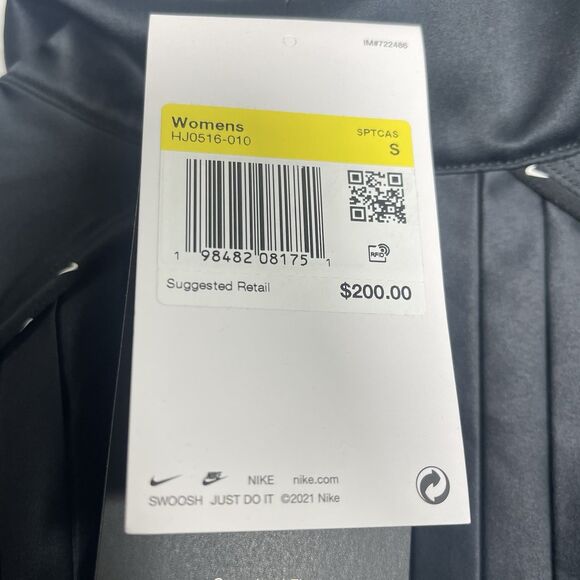 IM#722486
Womens SPTCAS
HJ0516-010 S
1 98482 08175 1
RFID
Suggested Retail $200.00
NIKE nike.com
SWOOSH JUST DO IT ©2021 Nike